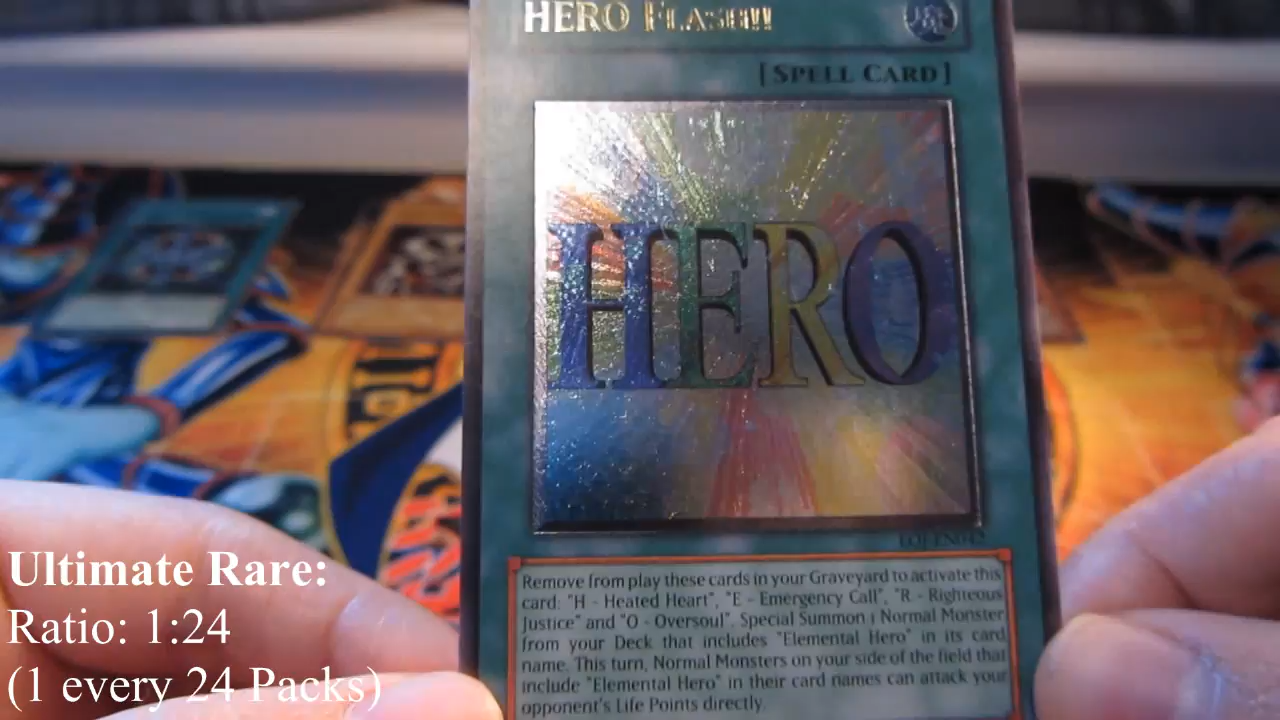 HERO FLASH!!
[SPELL CARD]
HERO
EOJ-EN042
Remove from play these cards in your Graveyard to activate this
card: "H - Heated Heart", "E - Emergency Call", "R - Righteous
Justice" and "O - Oversoul". Special Summon 1 Normal Monster
from your Deck that includes "Elemental Hero" in its card
name. This turn, Normal Monsters on your side of the field that
include "Elemental Hero" in their card names can attack your
opponent's Life Points directly.
Ultimate Rare:
Ratio: 1:24
(1 every 24 Packs)